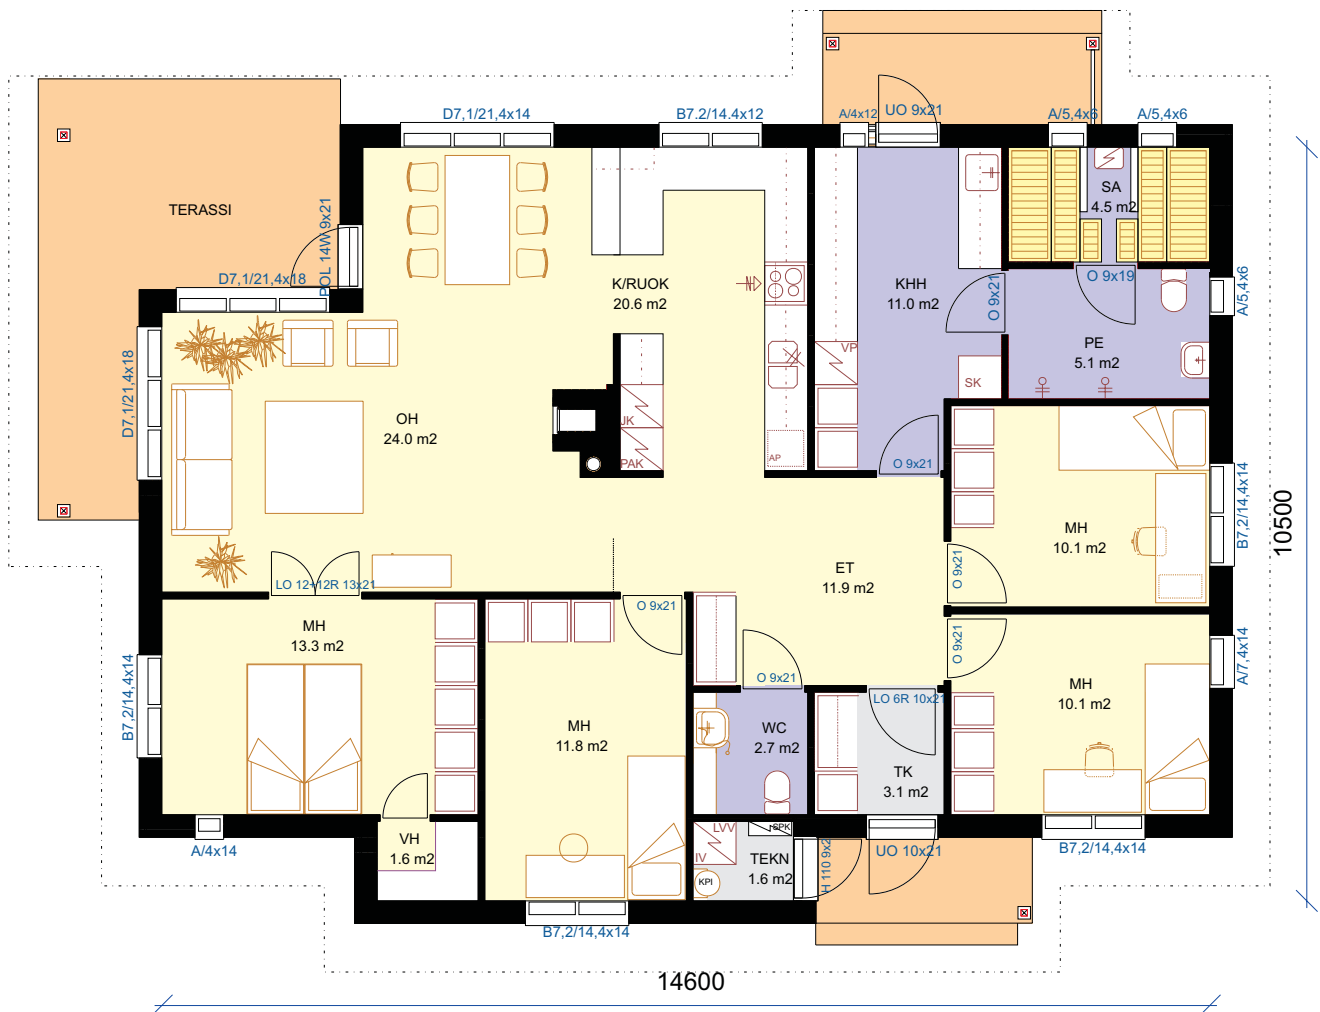 D7,1/21,4x14
B7.2/14.4x12
A/4x12
UO 9x21
A/5,4x6
A/5,4x6
TERASSI
POL 14W 9x21
D7,1/21,4x18
SA
4.5 m2
O 9x19
A/5,4x6
K/RUOK
20.6 m2
KHH
11.0 m2
O 9x21
PE
5.1 m2
VP
SK
D7,1/21,4x18
OH
24.0 m2
JK
PAK
AP
O 9x21
B7,2/14,4x14
10500
MH
10.1 m2
O 9x21
ET
11.9 m2
LO 12+12R 13x21
O 9x21
MH
13.3 m2
B7,2/14,4x14
O 9x21
A/7,4x14
MH
10.1 m2
O 9x21
LO 6R 10x21
MH
11.8 m2
WC
2.7 m2
TK
3.1 m2
A/4x14
VH
1.6 m2
LVV
SPK
IV
KPI
TEKN
1.6 m2
H 110 9x2
UO 10x21
B7,2/14,4x14
B7,2/14,4x14
14600